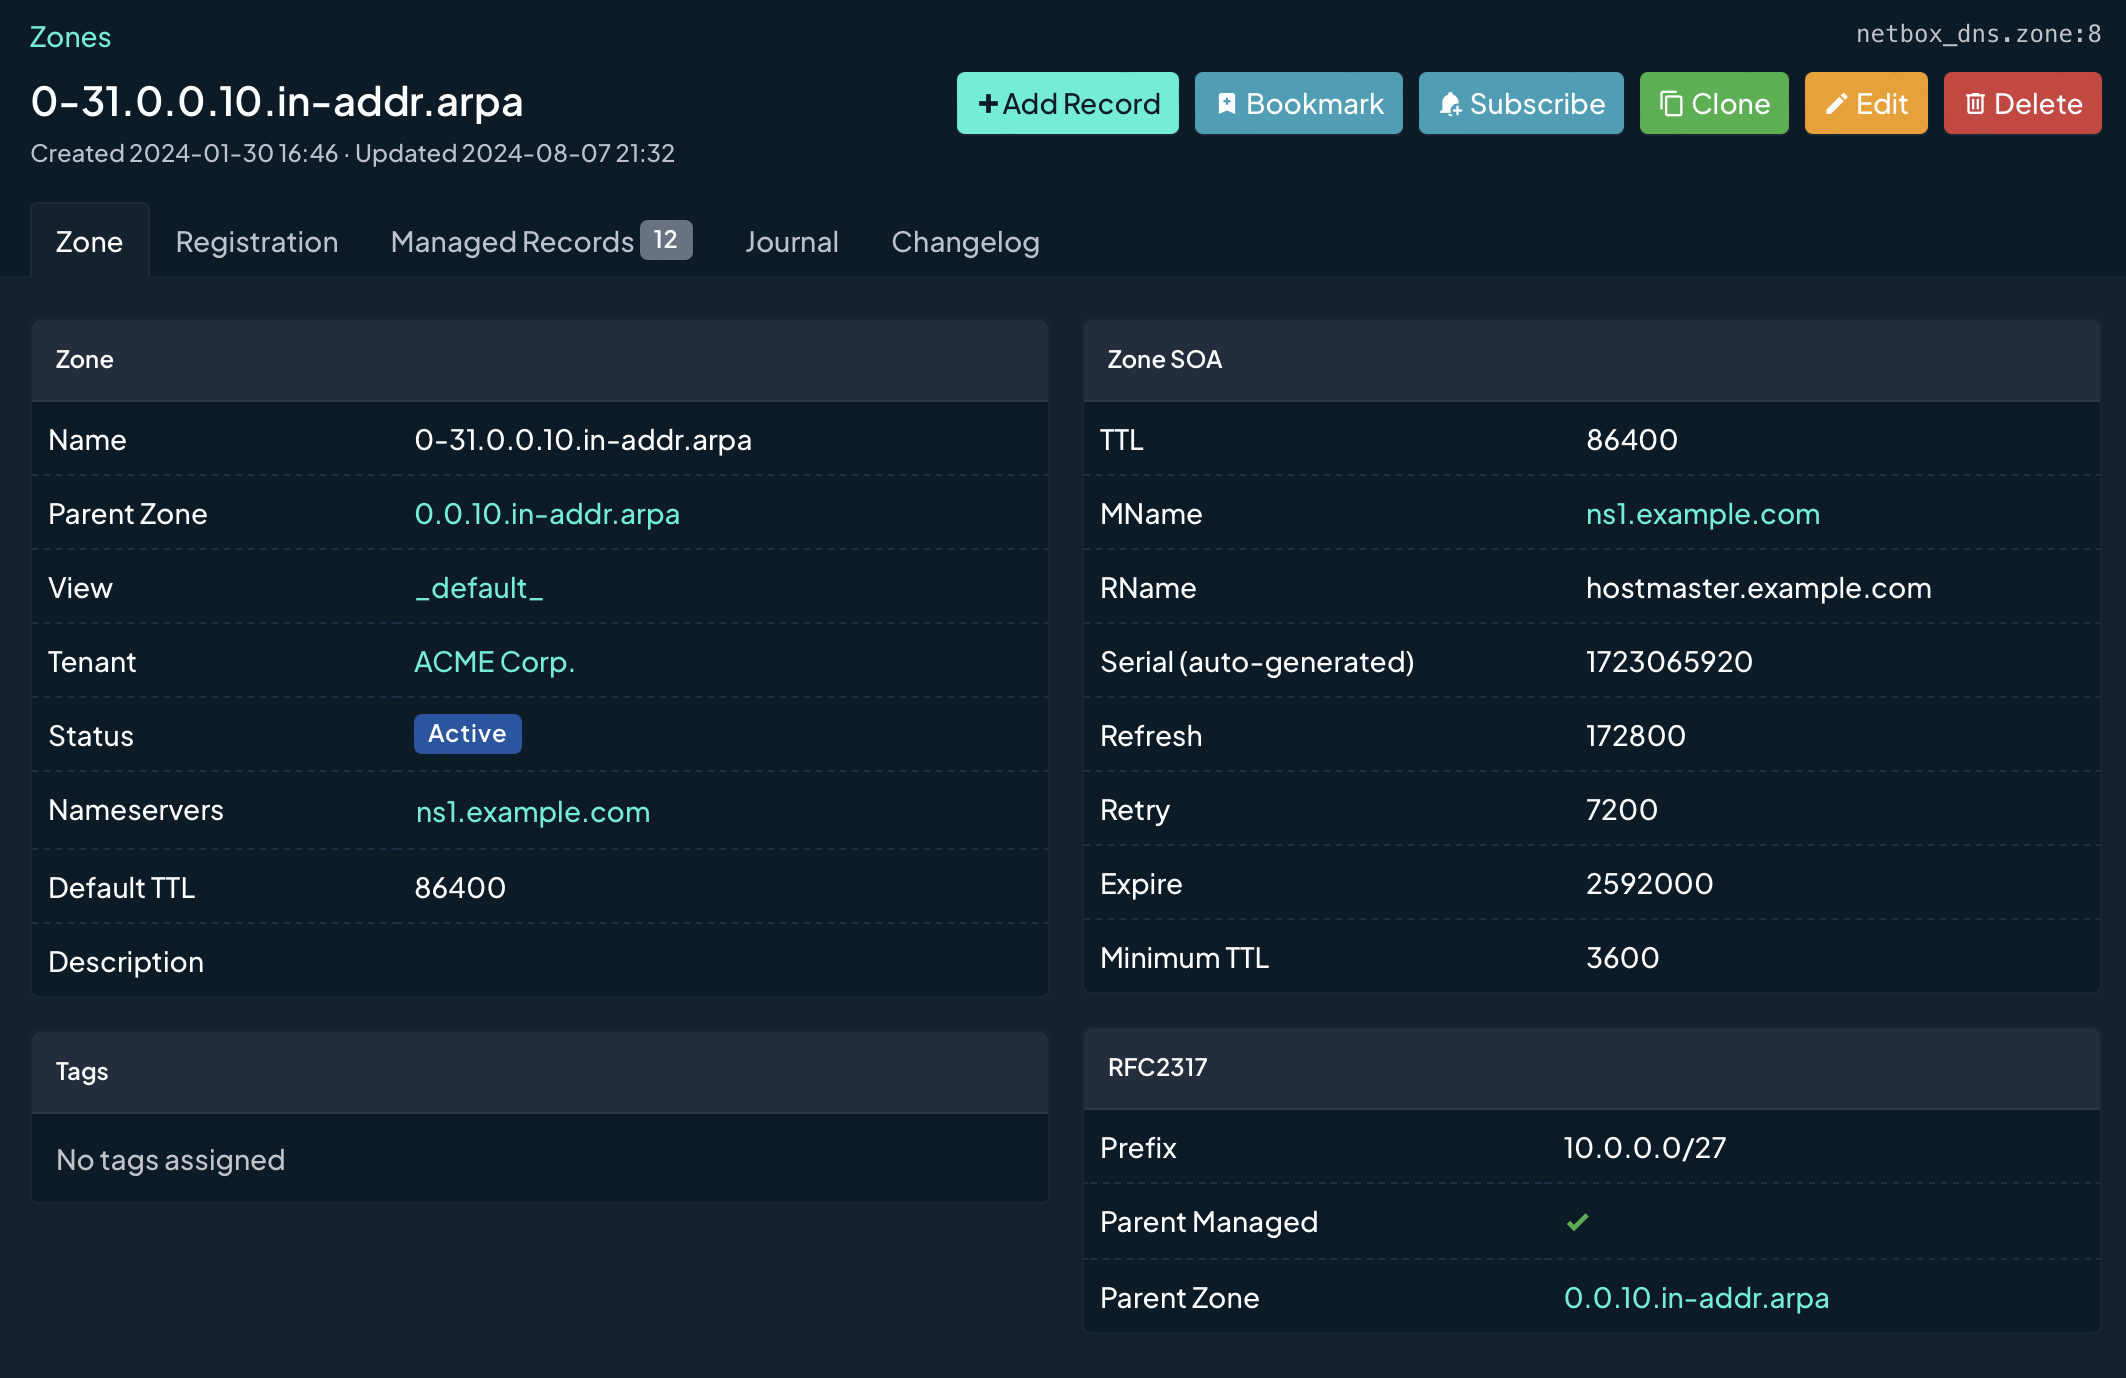 Zones
netbox_dns.zone:8
0-31.0.0.10.in-addr.arpa
Created 2024-01-30 16:46 · Updated 2024-08-07 21:32
+ Add Record
Bookmark
Subscribe
Clone
Edit
Delete
Zone
Registration
Managed Records 12
Journal
Changelog
Zone
Name 0-31.0.0.10.in-addr.arpa
Parent Zone 0.0.10.in-addr.arpa
View _default_
Tenant ACME Corp.
Status Active
Nameservers ns1.example.com
Default TTL 86400
Description
Tags
No tags assigned
Zone SOA
TTL 86400
MName ns1.example.com
RName hostmaster.example.com
Serial (auto-generated) 1723065920
Refresh 172800
Retry 7200
Expire 2592000
Minimum TTL 3600
RFC2317
Prefix 10.0.0.0/27
Parent Managed
Parent Zone 0.0.10.in-addr.arpa